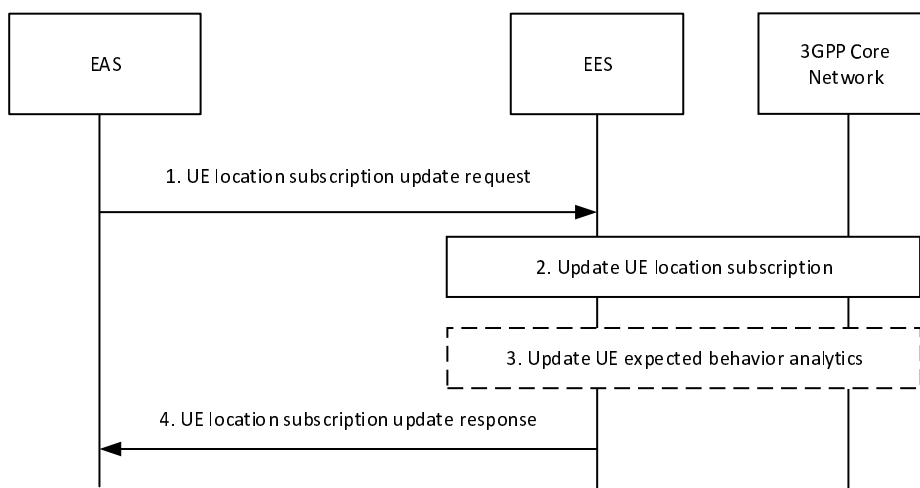 EAS
EES
3GPP Core
Network
1. UE location subscription update request
2. Update UE location subscription
3. Update UE expected behavior analytics
4. UE location subscription update response